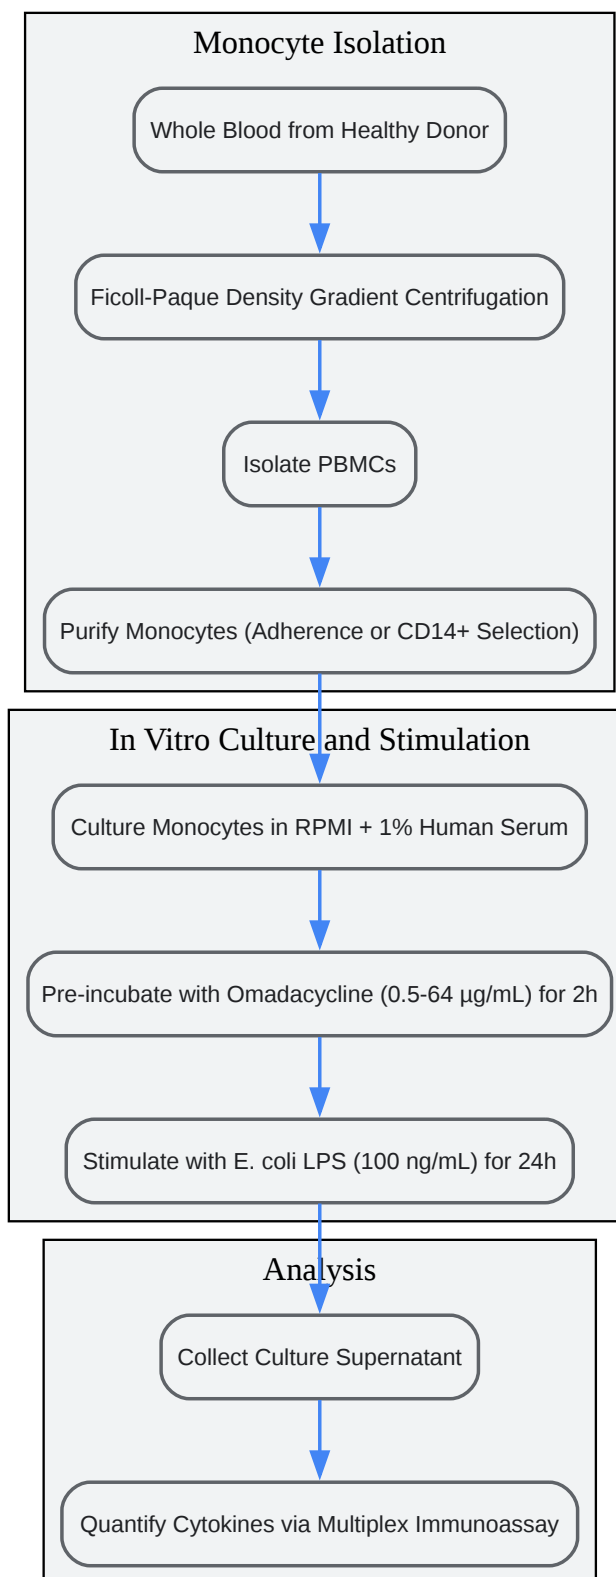 Monocyte Isolation
Whole Blood from Healthy Donor
Ficoll-Paque Density Gradient Centrifugation
Isolate PBMCs
Purify Monocytes (Adherence or CD14+ Selection)
In Vitro Culture and Stimulation
Culture Monocytes in RPMI + 1% Human Serum
Pre-incubate with Omadacycline (0.5-64 µg/mL) for 2h
Stimulate with E. coli LPS (100 ng/mL) for 24h
Analysis
Collect Culture Supernatant
Quantify Cytokines via Multiplex Immunoassay